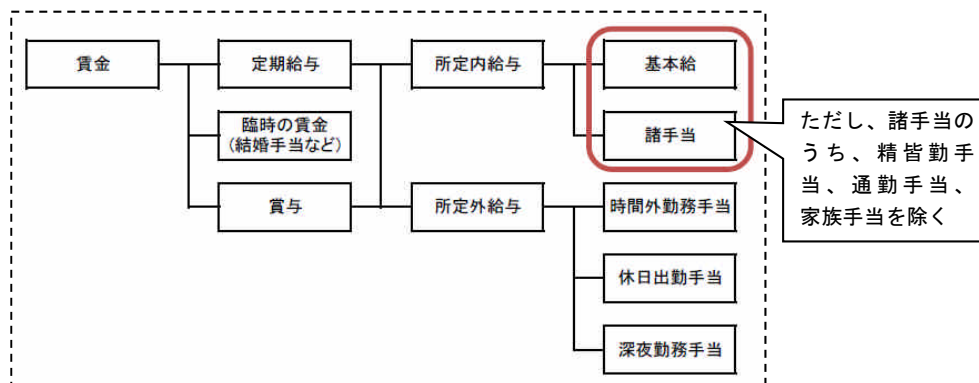 賃金
定期給与
所定内給与
基本給
臨時の賃金
(結婚手当など)
諸手当
賞与
所定外給与
時間外勤務手当
休日出勤手当
深夜勤務手当
ただし、諸手当の
うち、精皆勤手
当、通勤手当、
家族手当を除く